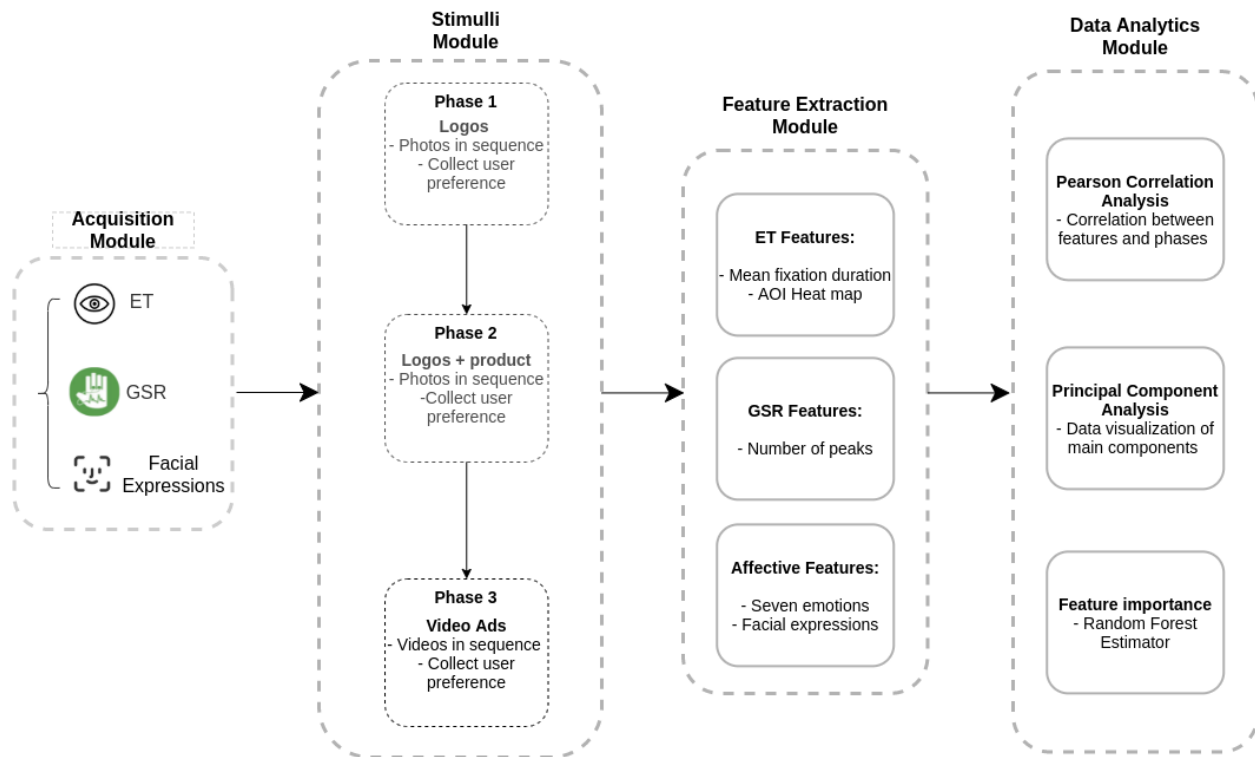 Acquisition
Module
ET
GSR
Facial
Expressions
Stimulli
Module
Phase 1
Logos
- Photos in sequence
- Collect user
preference
Phase 2
Logos + product
- Photos in sequence
-Collect user
preference
Phase 3
Video Ads
- Videos in sequence
- Collect user
preference
Feature Extraction
Module
ET Features:
- Mean fixation duration
- AOI Heat map
GSR Features:
- Number of peaks
Affective Features:
- Seven emotions
- Facial expressions
Data Analytics
Module
Pearson Correlation
Analysis
- Correlation between
features and phases
Principal Component
Analysis
- Data visualization of
main components
Feature importance
- Random Forest
Estimator